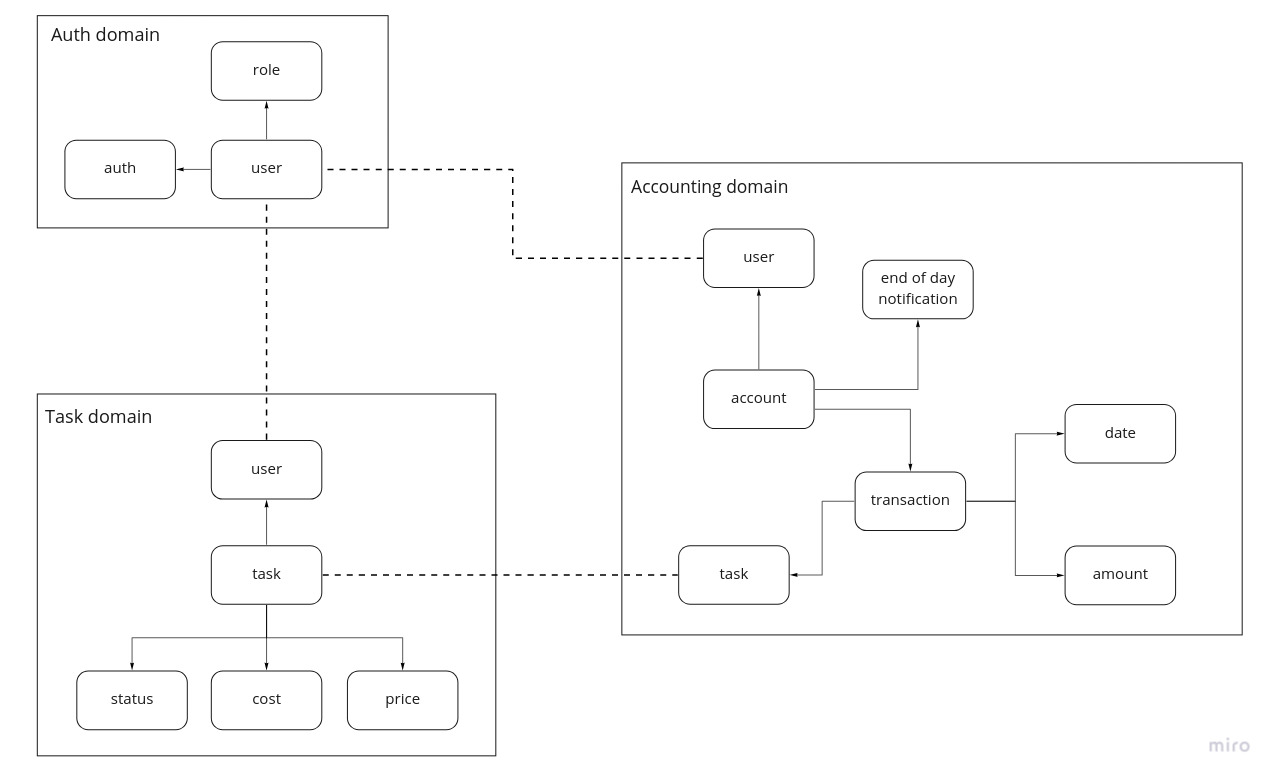 Auth domain
role
auth
user
Accounting domain
user
end of day
notification
account
date
transaction
task
amount
Task domain
user
task
status
cost
price
miro